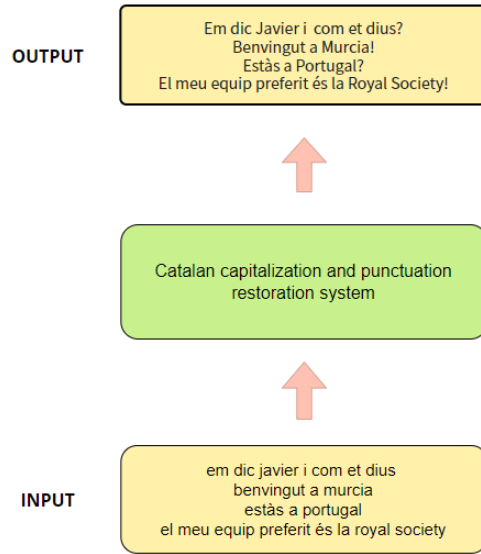 OUTPUT
Em dic Javier i com et dius?
Benvingut a Murcia!
Estàs a Portugal?
El meu equip preferit és la Royal Society!
Catalan capitalization and punctuation
restoration system
INPUT
em dic javier i com et dius
benvingut a murcia
estàs a portugal
el meu equip preferit és la royal society